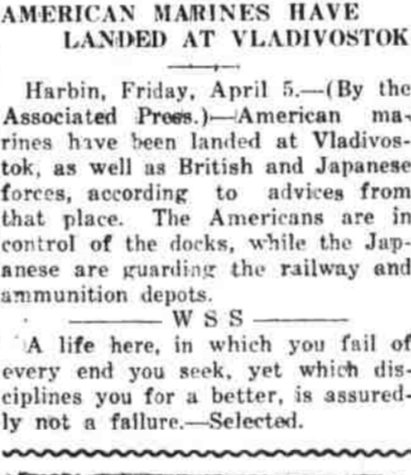 AMERICAN MARINES HAVE
LANDED AT VLADIVOSTOK
Harbin, Friday, April 5.—(By the
Associated Press.)—American ma-
rines have been landed at Vladivos-
tok, as well as British and Japanese
forces, according to advices from
that place. The Americans are in
control of the docks, while the Jap-
anese are guarding the railway and
ammunition depots.
W S S
A life here, in which you fail of
every end you seek, yet which dis-
ciplines you for a better, is assured-
ly not a failure.—Selected.